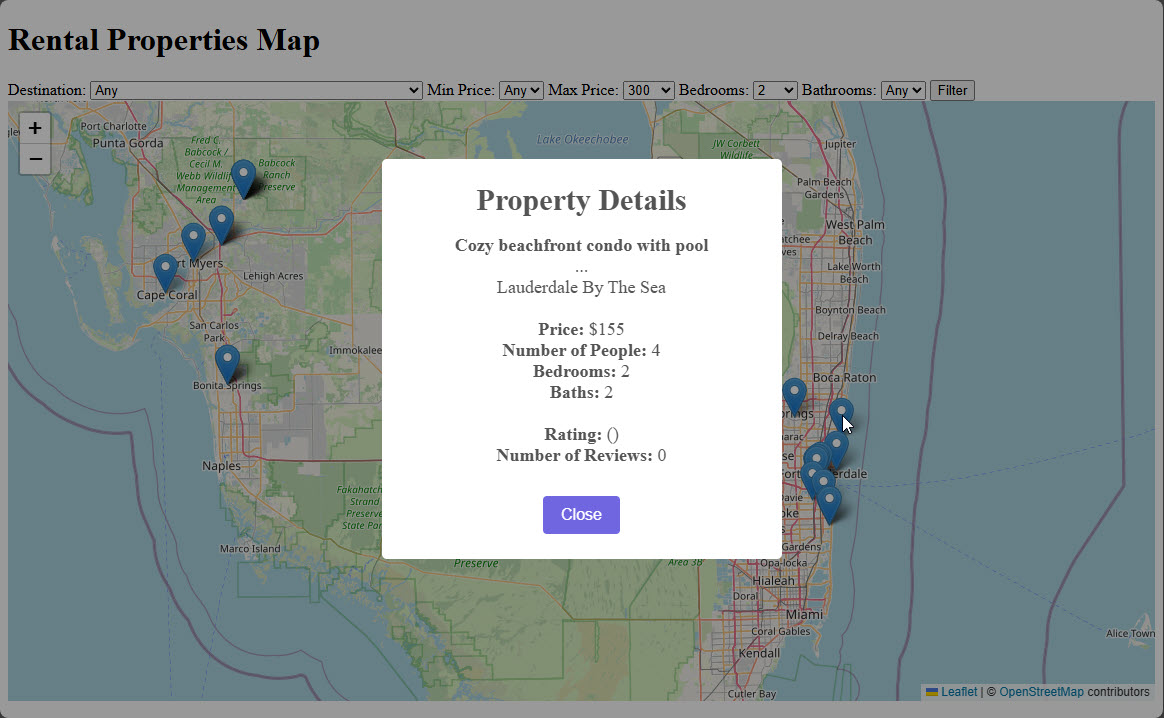 Rental Properties Map
Destination: Any Min Price: Any Max Price: 300 Bedrooms: 2 Bathrooms: Any Filter
+
−
Port Charlotte
Punta Gorda
Fred C.
Babcock /
Cecil M.
Webb Wildlife
Management
Area
Babcock
Ranch
Preserve
Lake Okeechobee
JW Corbett
Wildlife
Jupiter
Palm Beach
Gardens
West Palm
Beach
Lake Worth
Beach
Boynton Beach
Delray Beach
Boca Raton
Lehigh Acres
Cape Coral
San Carlos
Park
Immokalee
Bonita Springs
Naples
Fakahatchee
Strand
Preserve
State Park
Marco Island
Property Details
Cozy beachfront condo with pool
...
Lauderdale By The Sea
Price: $155
Number of People: 4
Bedrooms: 2
Baths: 2
Rating: ()
Number of Reviews: 0
Close
Preserve
Area 3B
Davie
Gardens
Opa-locka
Hialeah
Doral
Miami
Coral Gables
Kendall
Cutler Bay
Alice Town
Leaflet | © OpenStreetMap contributors